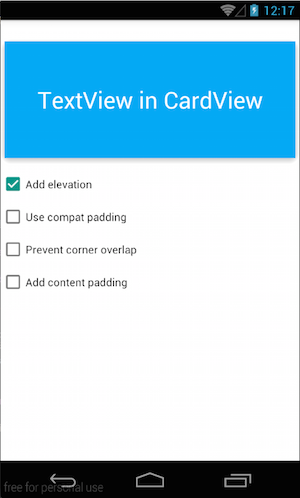 12:17
TextView in CardView
Add elevation
Use compat padding
Prevent corner overlap
Add content padding
free for personal use